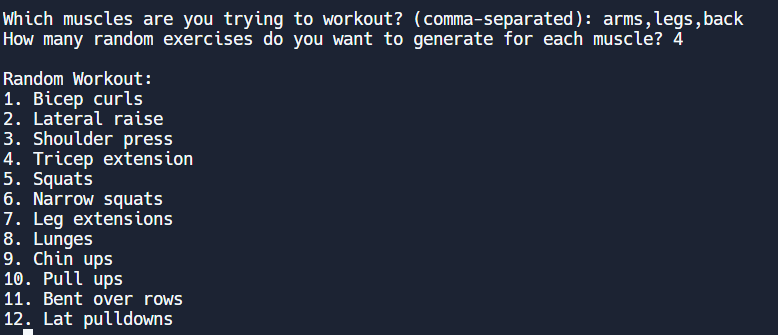 Which muscles are you trying to workout? (comma-separated): arms,legs,back
How many random exercises do you want to generate for each muscle? 4
Random Workout:
1. Bicep curls
2. Lateral raise
3. Shoulder press
4. Tricep extension
5. Squats
6. Narrow squats
7. Leg extensions
8. Lunges
9. Chin ups
10. Pull ups
11. Bent over rows
12. Lat pulldowns